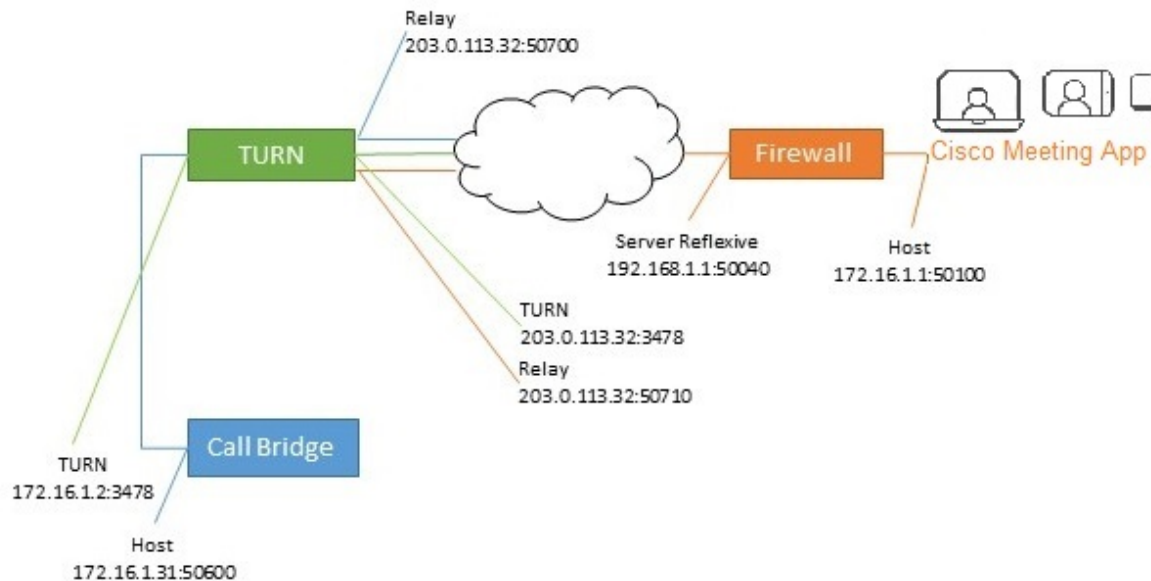 Relay
203.0.113.32:50700
TURN
Firewall
Cisco Meeting App
Server Reflexive
192.168.1.1:50040
Host
172.16.1.1:50100
TURN
203.0.113.32:3478
Relay
203.0.113.32:50710
Call Bridge
TURN
172.16.1.2:3478
Host
172.16.1.31:50600